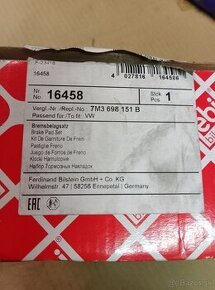 16458
4 027816 164566
Nr.
No.
16458
Stück
Pcs
1
Vergl.-Nr./Repl.-No. 7M3 698 151 B
Passend für/To fit: VW
Bremsbelagsatz
Brake Pad Set
Kit De Garniture De Frein
Pastiglie Freno
Juego de Forros de Freno
Klocki Hamulcowe
Набор Тормозных Накладок
EAC
Ferdinand Bilstein GmbH + Co. KG
Wilhelmstr. 47 | 58256 Ennepetal | Germany